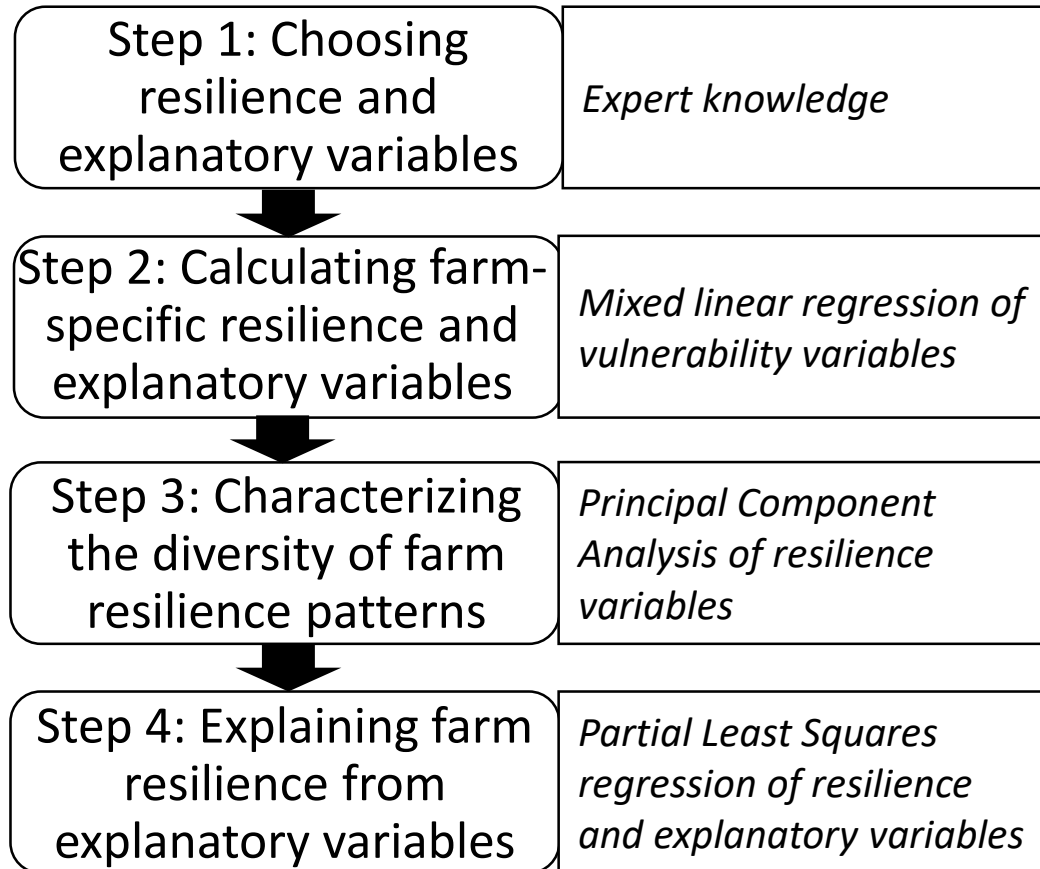 Step 1: Choosing
resilience and
explanatory variables
Expert knowledge
Step 2: Calculating farm-
specific resilience and
explanatory variables
Mixed linear regression of
vulnerability variables
Step 3: Characterizing
the diversity of farm
resilience patterns
Principal Component
Analysis of resilience
variables
Step 4: Explaining farm
resilience from
explanatory variables
Partial Least Squares
regression of resilience
and explanatory variables